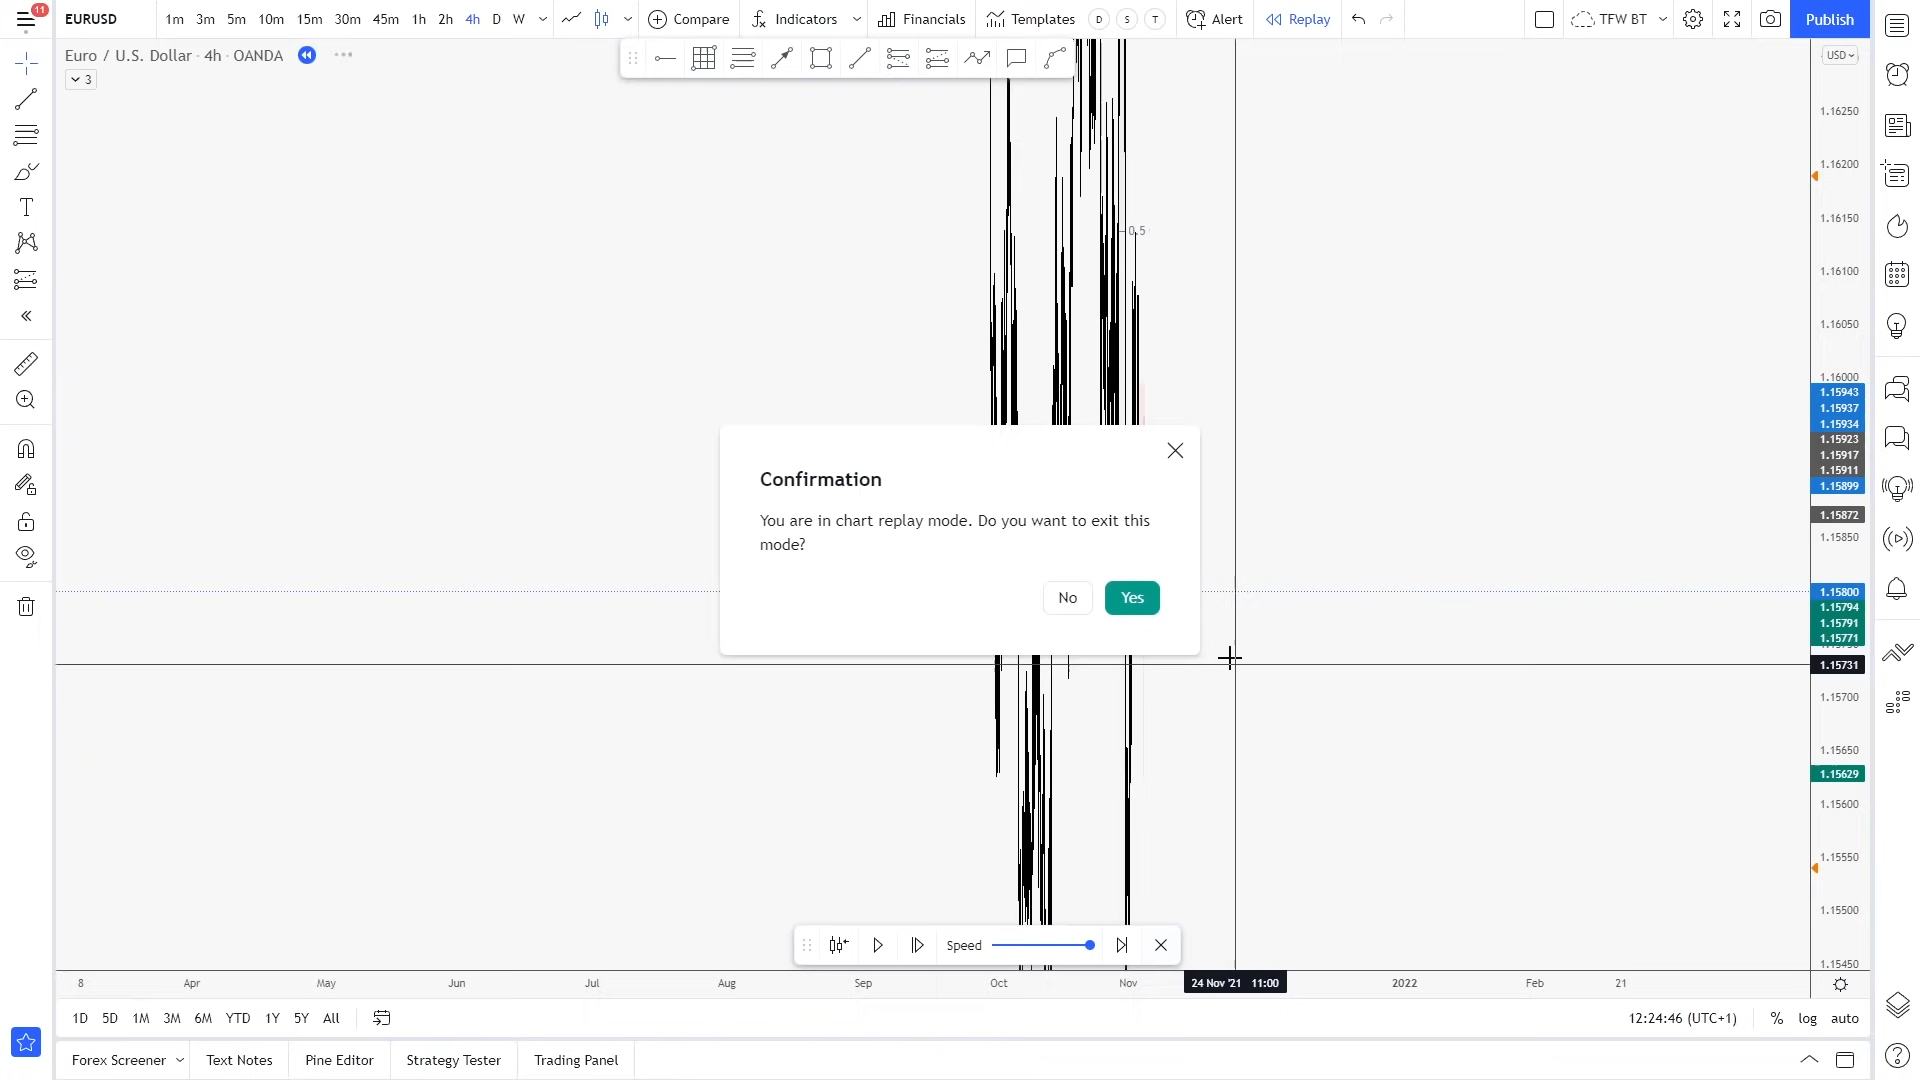 11
EURUSD
1m 3m 5m 10m 15m 30m 45m 1h 2h 4h D W
Compare
Indicators
Financials
Templates
D S T
Alert
Replay
TFW BT
Publish
Euro / U.S. Dollar · 4h · OANDA
3
USD
1.16250
1.16200
1.16150
0.5
1.16100
1.16050
1.16000
1.15943
1.15937
1.15934
1.15923
1.15917
1.15911
1.15899
1.15872
1.15850
1.15800
1.15794
1.15791
1.15771
1.15731
1.15700
1.15650
1.15629
1.15600
1.15550
1.15500
1.15450
Confirmation
You are in chart replay mode. Do you want to exit this
mode?
No
Yes
Speed
8 Apr May Jun Jul Aug Sep Oct Nov 24 Nov '21 11:00 2022 Feb 21
1D 5D 1M 3M 6M YTD 1Y 5Y All
12:24:46 (UTC+1)
% log auto
Forex Screener
Text Notes
Pine Editor
Strategy Tester
Trading Panel